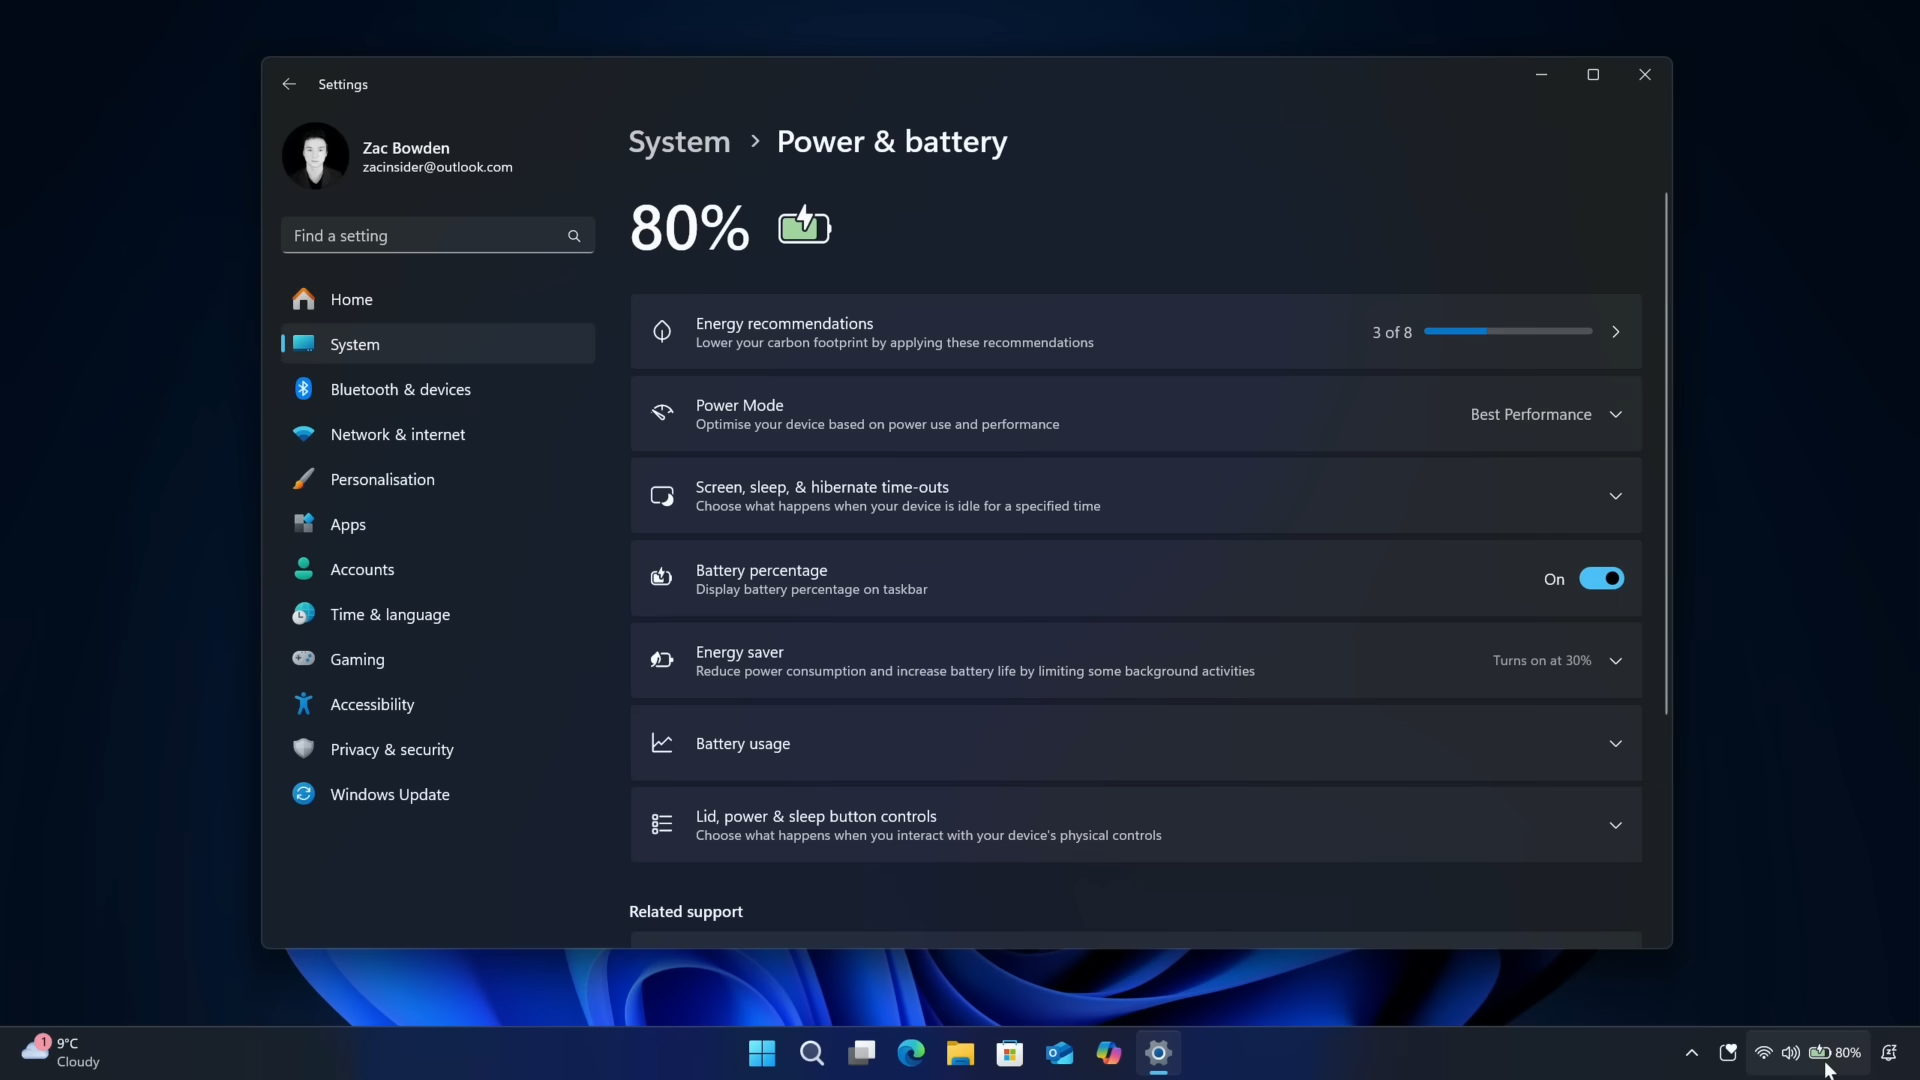 Settings
Zac Bowden
zacinsider@outlook.com
Find a setting
Home
System
Bluetooth & devices
Network & internet
Personalisation
Apps
Accounts
Time & language
Gaming
Accessibility
Privacy & security
Windows Update
System > Power & battery
80%
Energy recommendations
Lower your carbon footprint by applying these recommendations
3 of 8
Power Mode
Optimise your device based on power use and performance
Best Performance
Screen, sleep, & hibernate time-outs
Choose what happens when your device is idle for a specified time
Battery percentage
Display battery percentage on taskbar
On
Energy saver
Reduce power consumption and increase battery life by limiting some background activities
Turns on at 30%
Battery usage
Lid, power & sleep button controls
Choose what happens when you interact with your device's physical controls
Related support
1
9°C
Cloudy
80%